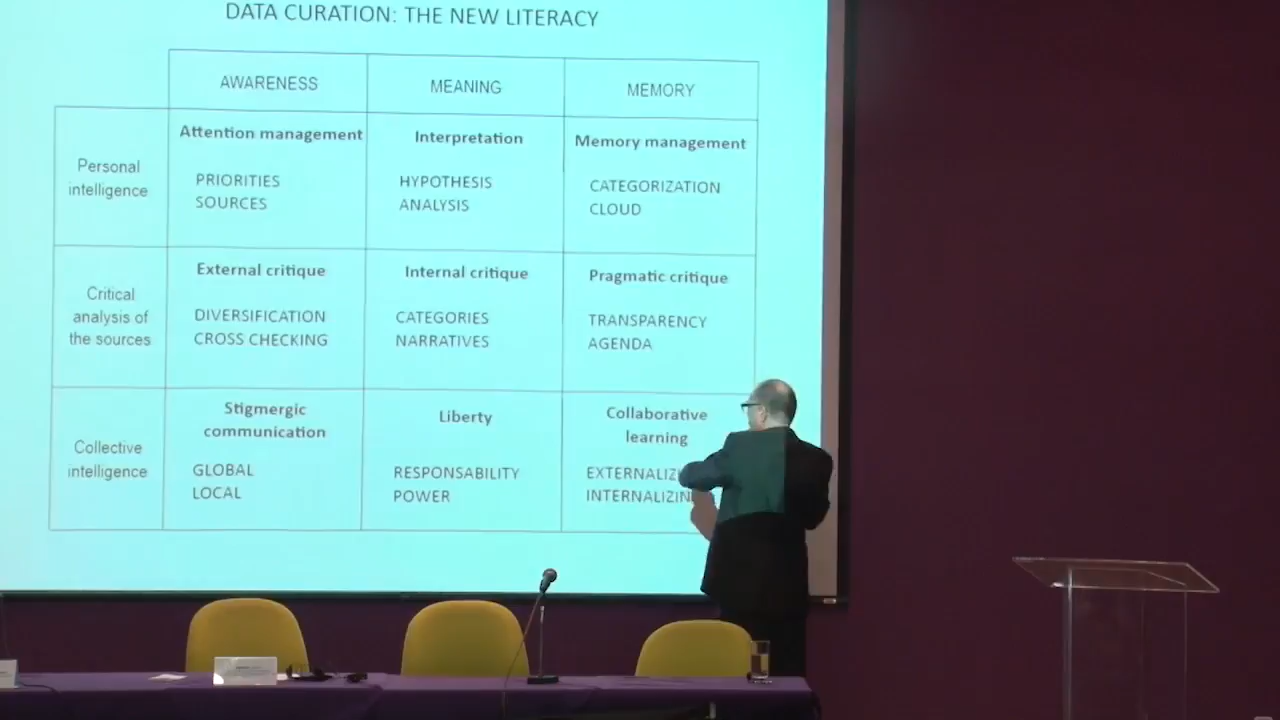 DATA CURATION: THE NEW LITERACY
AWARENESS
MEANING
MEMORY
Personal
intelligence
Attention management
PRIORITIES
SOURCES
Interpretation
HYPOTHESIS
ANALYSIS
Memory management
CATEGORIZATION
CLOUD
Critical
analysis of
the sources
External critique
DIVERSIFICATION
CROSS CHECKING
Internal critique
CATEGORIES
NARRATIVES
Pragmatic critique
TRANSPARENCY
AGENDA
Collective
intelligence
Stigmergic
communication
GLOBAL
LOCAL
Liberty
RESPONSABILITY
POWER
Collaborative
learning
EXTERNALIZ
INTERNALIZIN